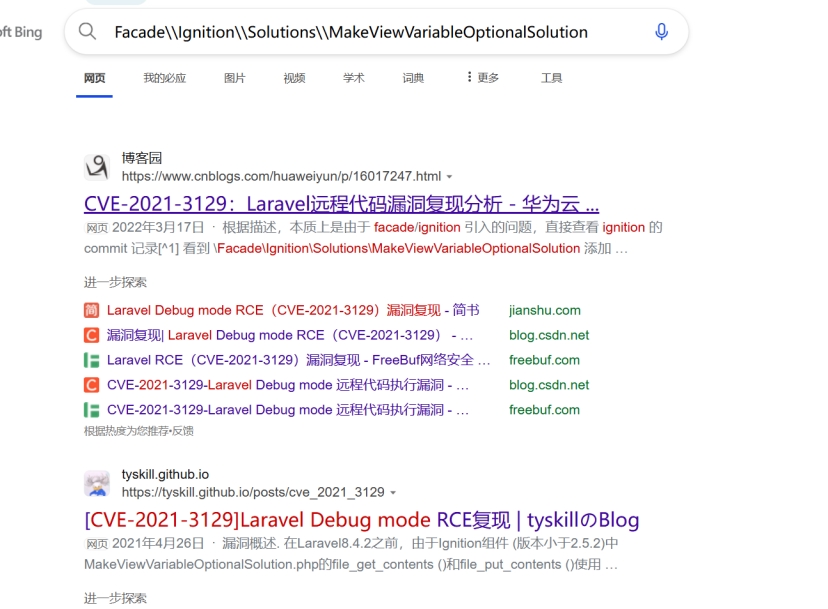 oft Bing
Facade\\Ignition\\Solutions\\MakeViewVariableOptionalSolution
网页 我的必应 图片 视频 学术 词典 更多 工具
博客园
https://www.cnblogs.com/huaweiyun/p/16017247.html
CVE-2021-3129：Laravel远程代码漏洞复现分析 - 华为云 ...
网页 2022年3月17日 · 根据描述，本质上是由于 facade/ignition 引入的问题，直接查看 ignition 的
commit 记录[^1] 看到 \Facade\Ignition\Solutions\MakeViewVariableOptionalSolution 添加 …
进一步探索
简 Laravel Debug mode RCE（CVE-2021-3129）漏洞复现 - 简书 jianshu.com
C 漏洞复现| Laravel Debug mode RCE（CVE-2021-3129） - … blog.csdn.net
Laravel RCE（CVE-2021-3129）漏洞复现 - FreeBuf网络安全 … freebuf.com
C CVE-2021-3129-Laravel Debug mode 远程代码执行漏洞 - … blog.csdn.net
CVE-2021-3129-Laravel Debug mode 远程代码执行漏洞 - … freebuf.com
根据热度为您推荐•反馈
tyskill.github.io
https://tyskill.github.io/posts/cve_2021_3129
[CVE-2021-3129]Laravel Debug mode RCE复现 | tyskillのBlog
网页 2021年4月26日 · 漏洞概述. 在Laravel8.4.2之前，由于Ignition组件 (版本小于2.5.2)中
MakeViewVariableOptionalSolution.php的file_get_contents ()和file_put_contents ()使用 …
进一步探索